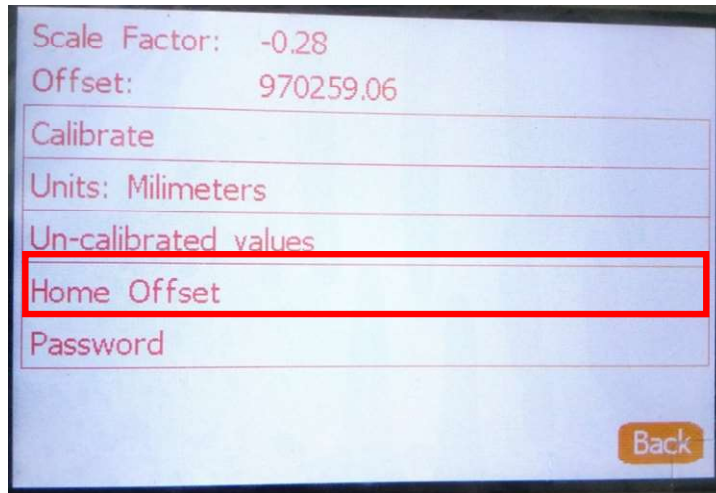 Scale Factor: -0.28
Offset: 970259.06
Calibrate
Units: Milimeters
Un-calibrated values
Home Offset
Password
Back